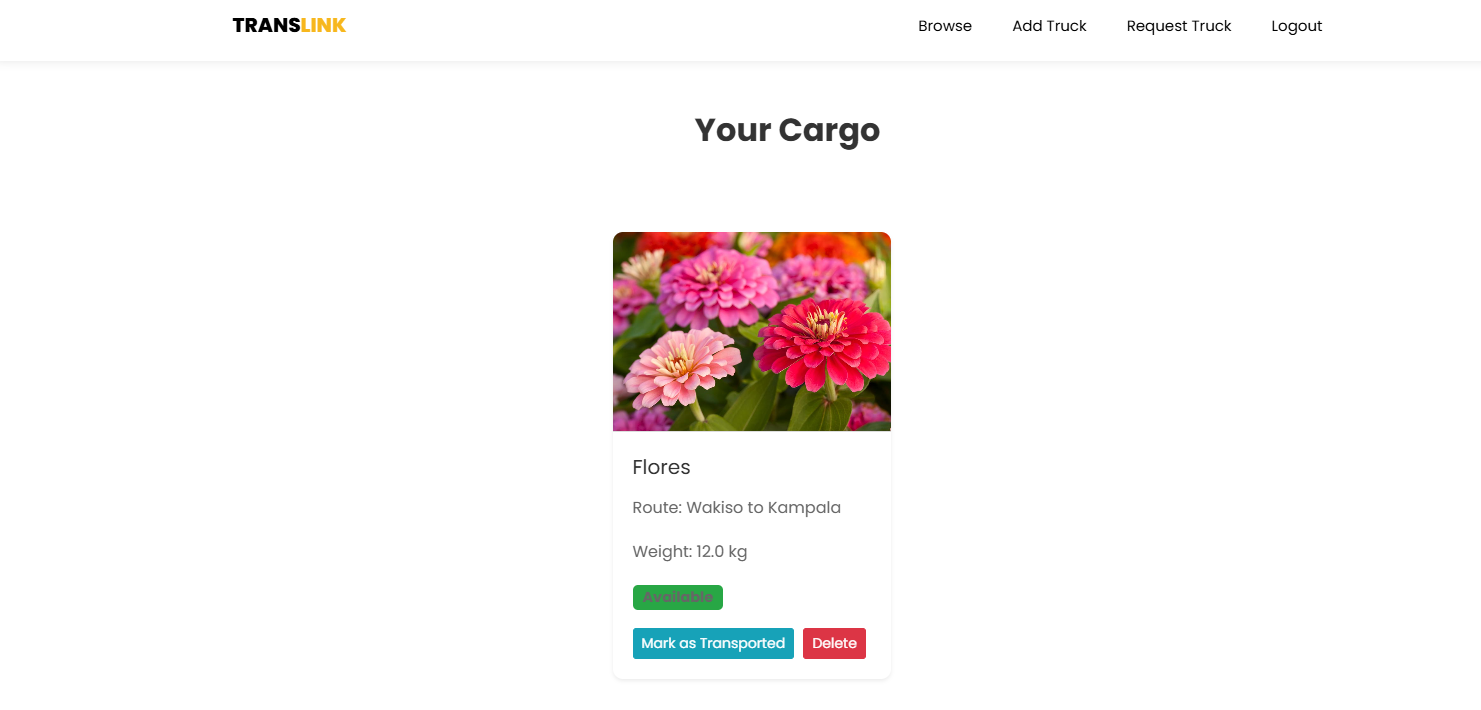 TRANSLINK Browse Add Truck Request Truck Logout
Your Cargo
Flores
Route: Wakiso to Kampala
Weight: 12.0 kg
Available
Mark as Transported Delete